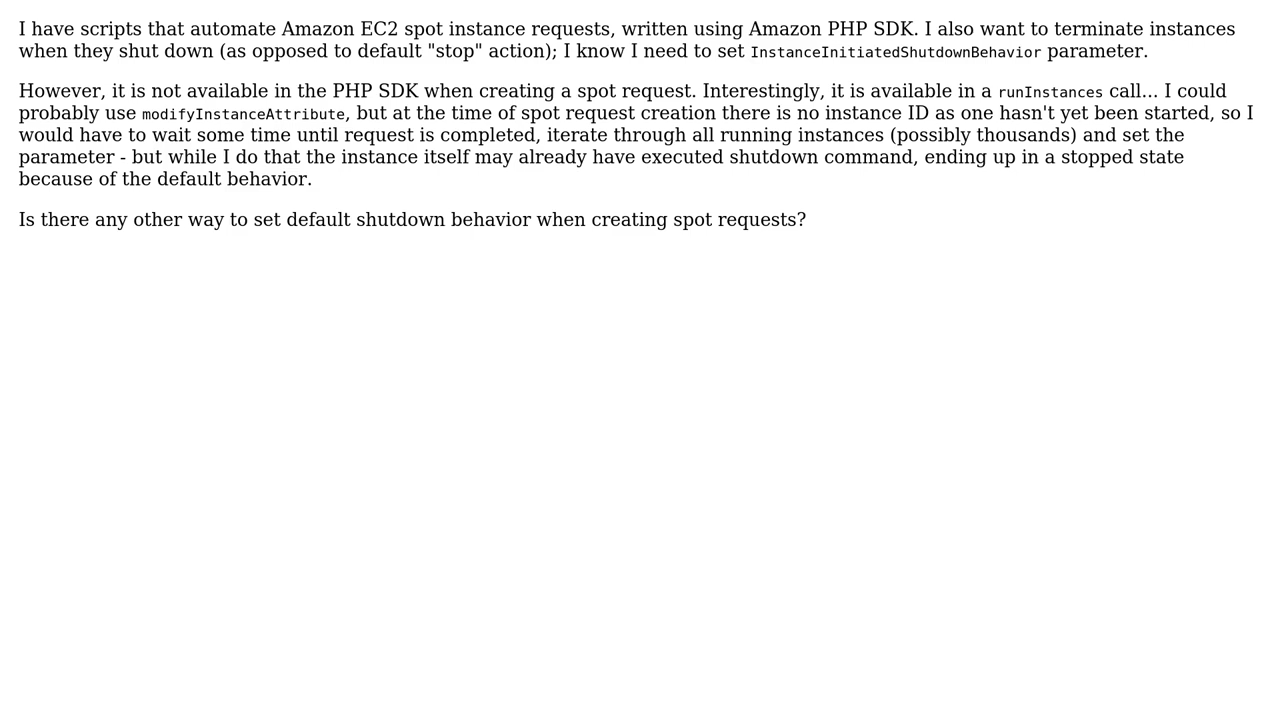 I have scripts that automate Amazon EC2 spot instance requests, written using Amazon PHP SDK. I also want to terminate instances
when they shut down (as opposed to default "stop" action); I know I need to set InstanceInitiatedShutdownBehavior parameter.
However, it is not available in the PHP SDK when creating a spot request. Interestingly, it is available in a runInstances call... I could
probably use modifyInstanceAttribute, but at the time of spot request creation there is no instance ID as one hasn't yet been started, so I
would have to wait some time until request is completed, iterate through all running instances (possibly thousands) and set the
parameter - but while I do that the instance itself may already have executed shutdown command, ending up in a stopped state
because of the default behavior.
Is there any other way to set default shutdown behavior when creating spot requests?